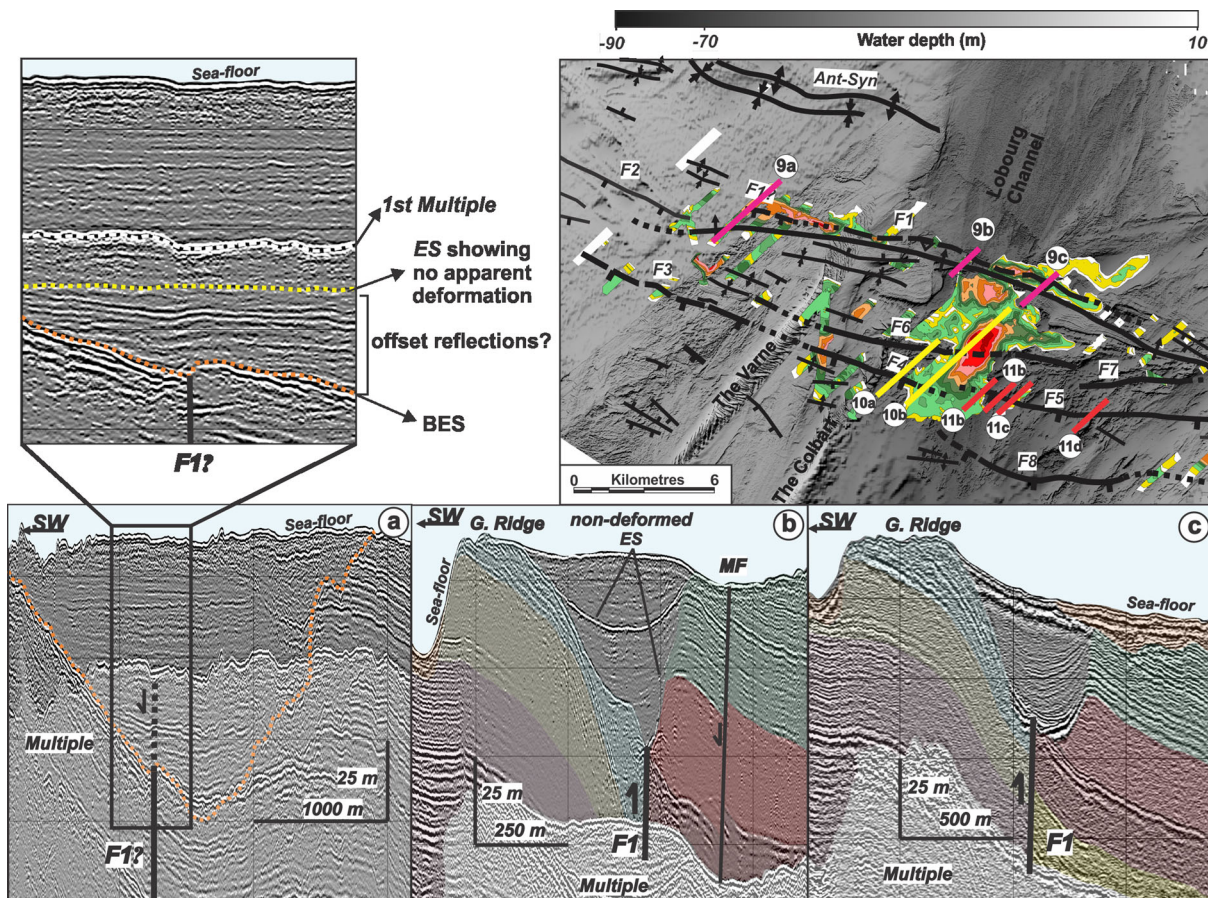 -90
-70
10
Water depth (m)
Sea-floor
1st Multiple
ES showing
no apparent
deformation
offset reflections?
BES
F1?
Ant-Syn
Lobourg
Channel
F2
F1
9a
F1
9b
9c
F3
F6
F4
The Varne
10a
10b
11b
11b
11c
F5
F7
11d
F8
The Colbart
Kilometres
0
6
SW
Sea-floor
a
Multiple
25 m
1000 m
F1?
SW
G. Ridge
non-deformed
ES
b
MF
Sea-floor
25 m
250 m
F1
Multiple
SW
G. Ridge
c
Sea-floor
25 m
500 m
F1
Multiple